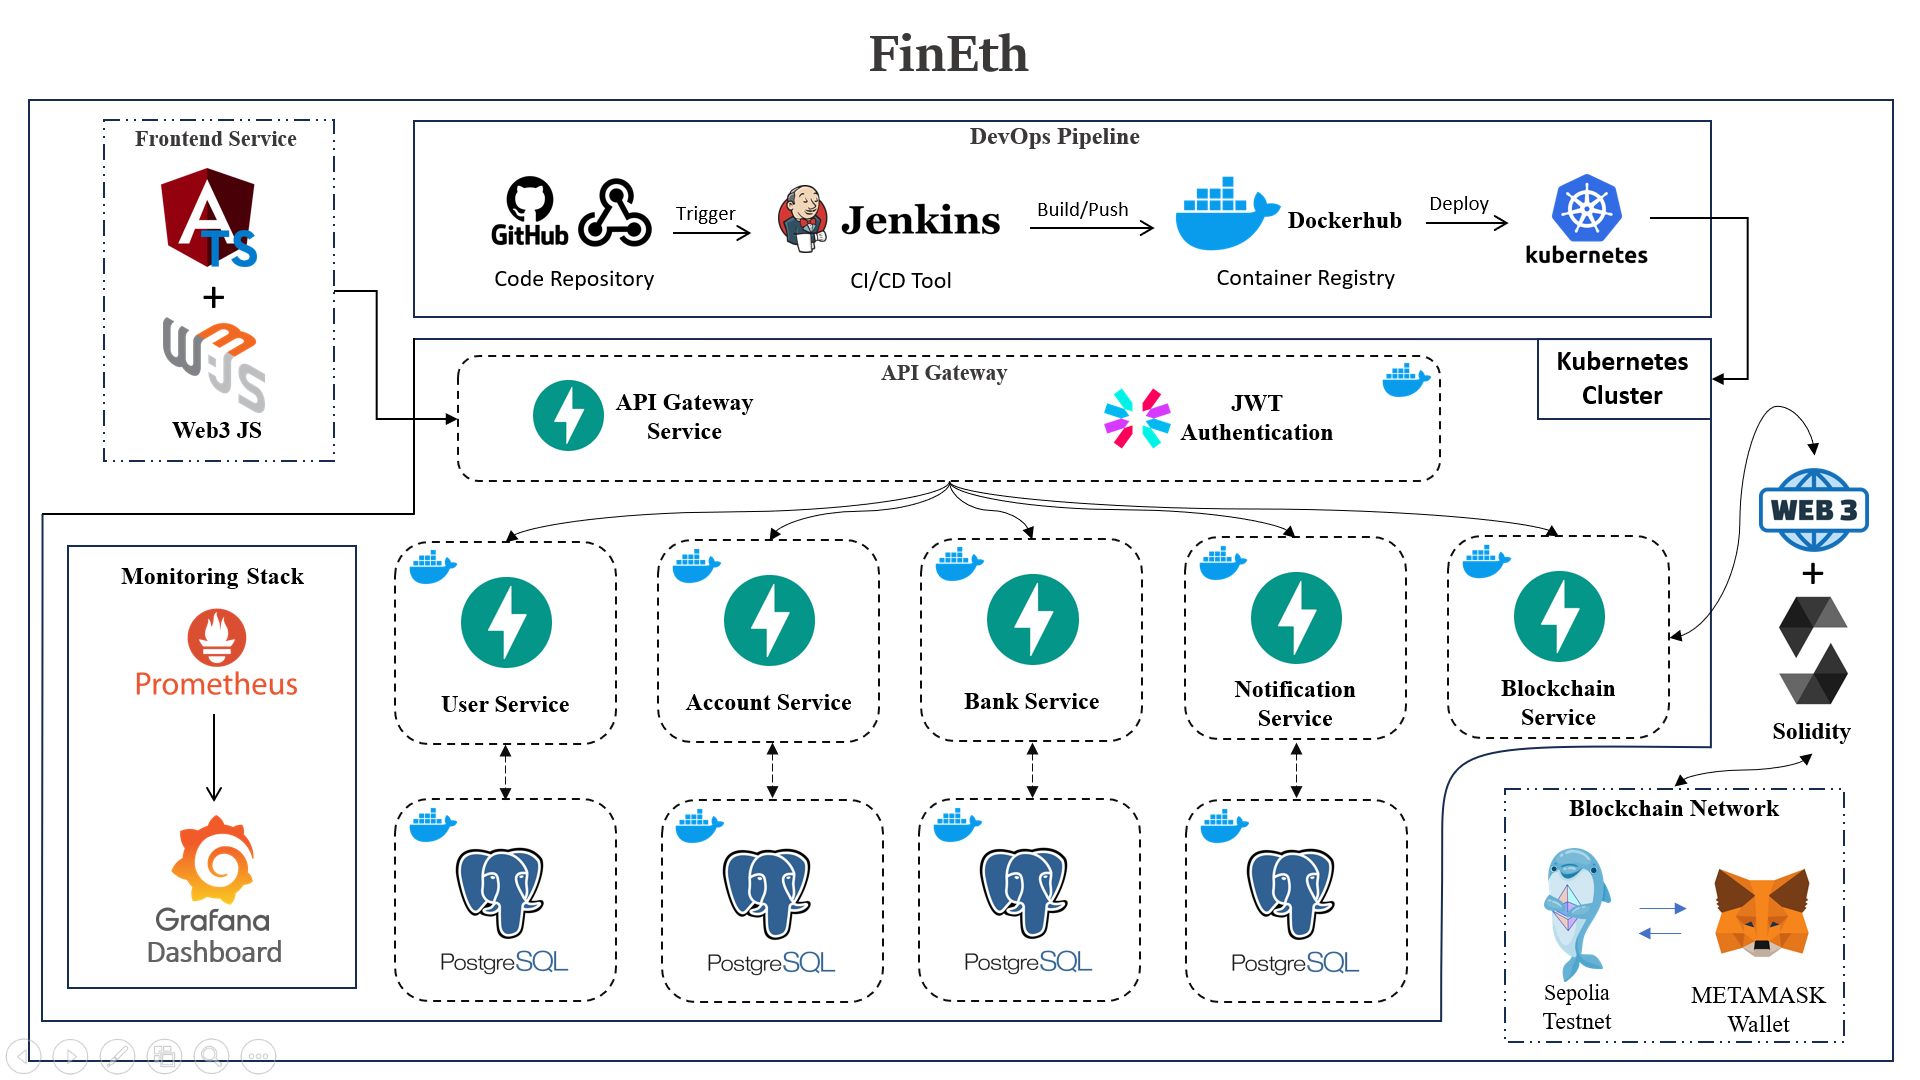 FinEth
Frontend Service
TS
+
Web3 JS
DevOps Pipeline
GitHub
Code Repository
Trigger
Jenkins
CI/CD Tool
Build/Push
Dockerhub
Container Registry
Deploy
kubernetes
Kubernetes
Cluster
API Gateway
API Gateway
Service
JWT
Authentication
WEB 3
+
Solidity
Monitoring Stack
Prometheus
Grafana
Dashboard
User Service
Account Service
Bank Service
Notification
Service
Blockchain
Service
PostgreSQL
PostgreSQL
PostgreSQL
PostgreSQL
Blockchain Network
Sepolia
Testnet
METAMASK
Wallet